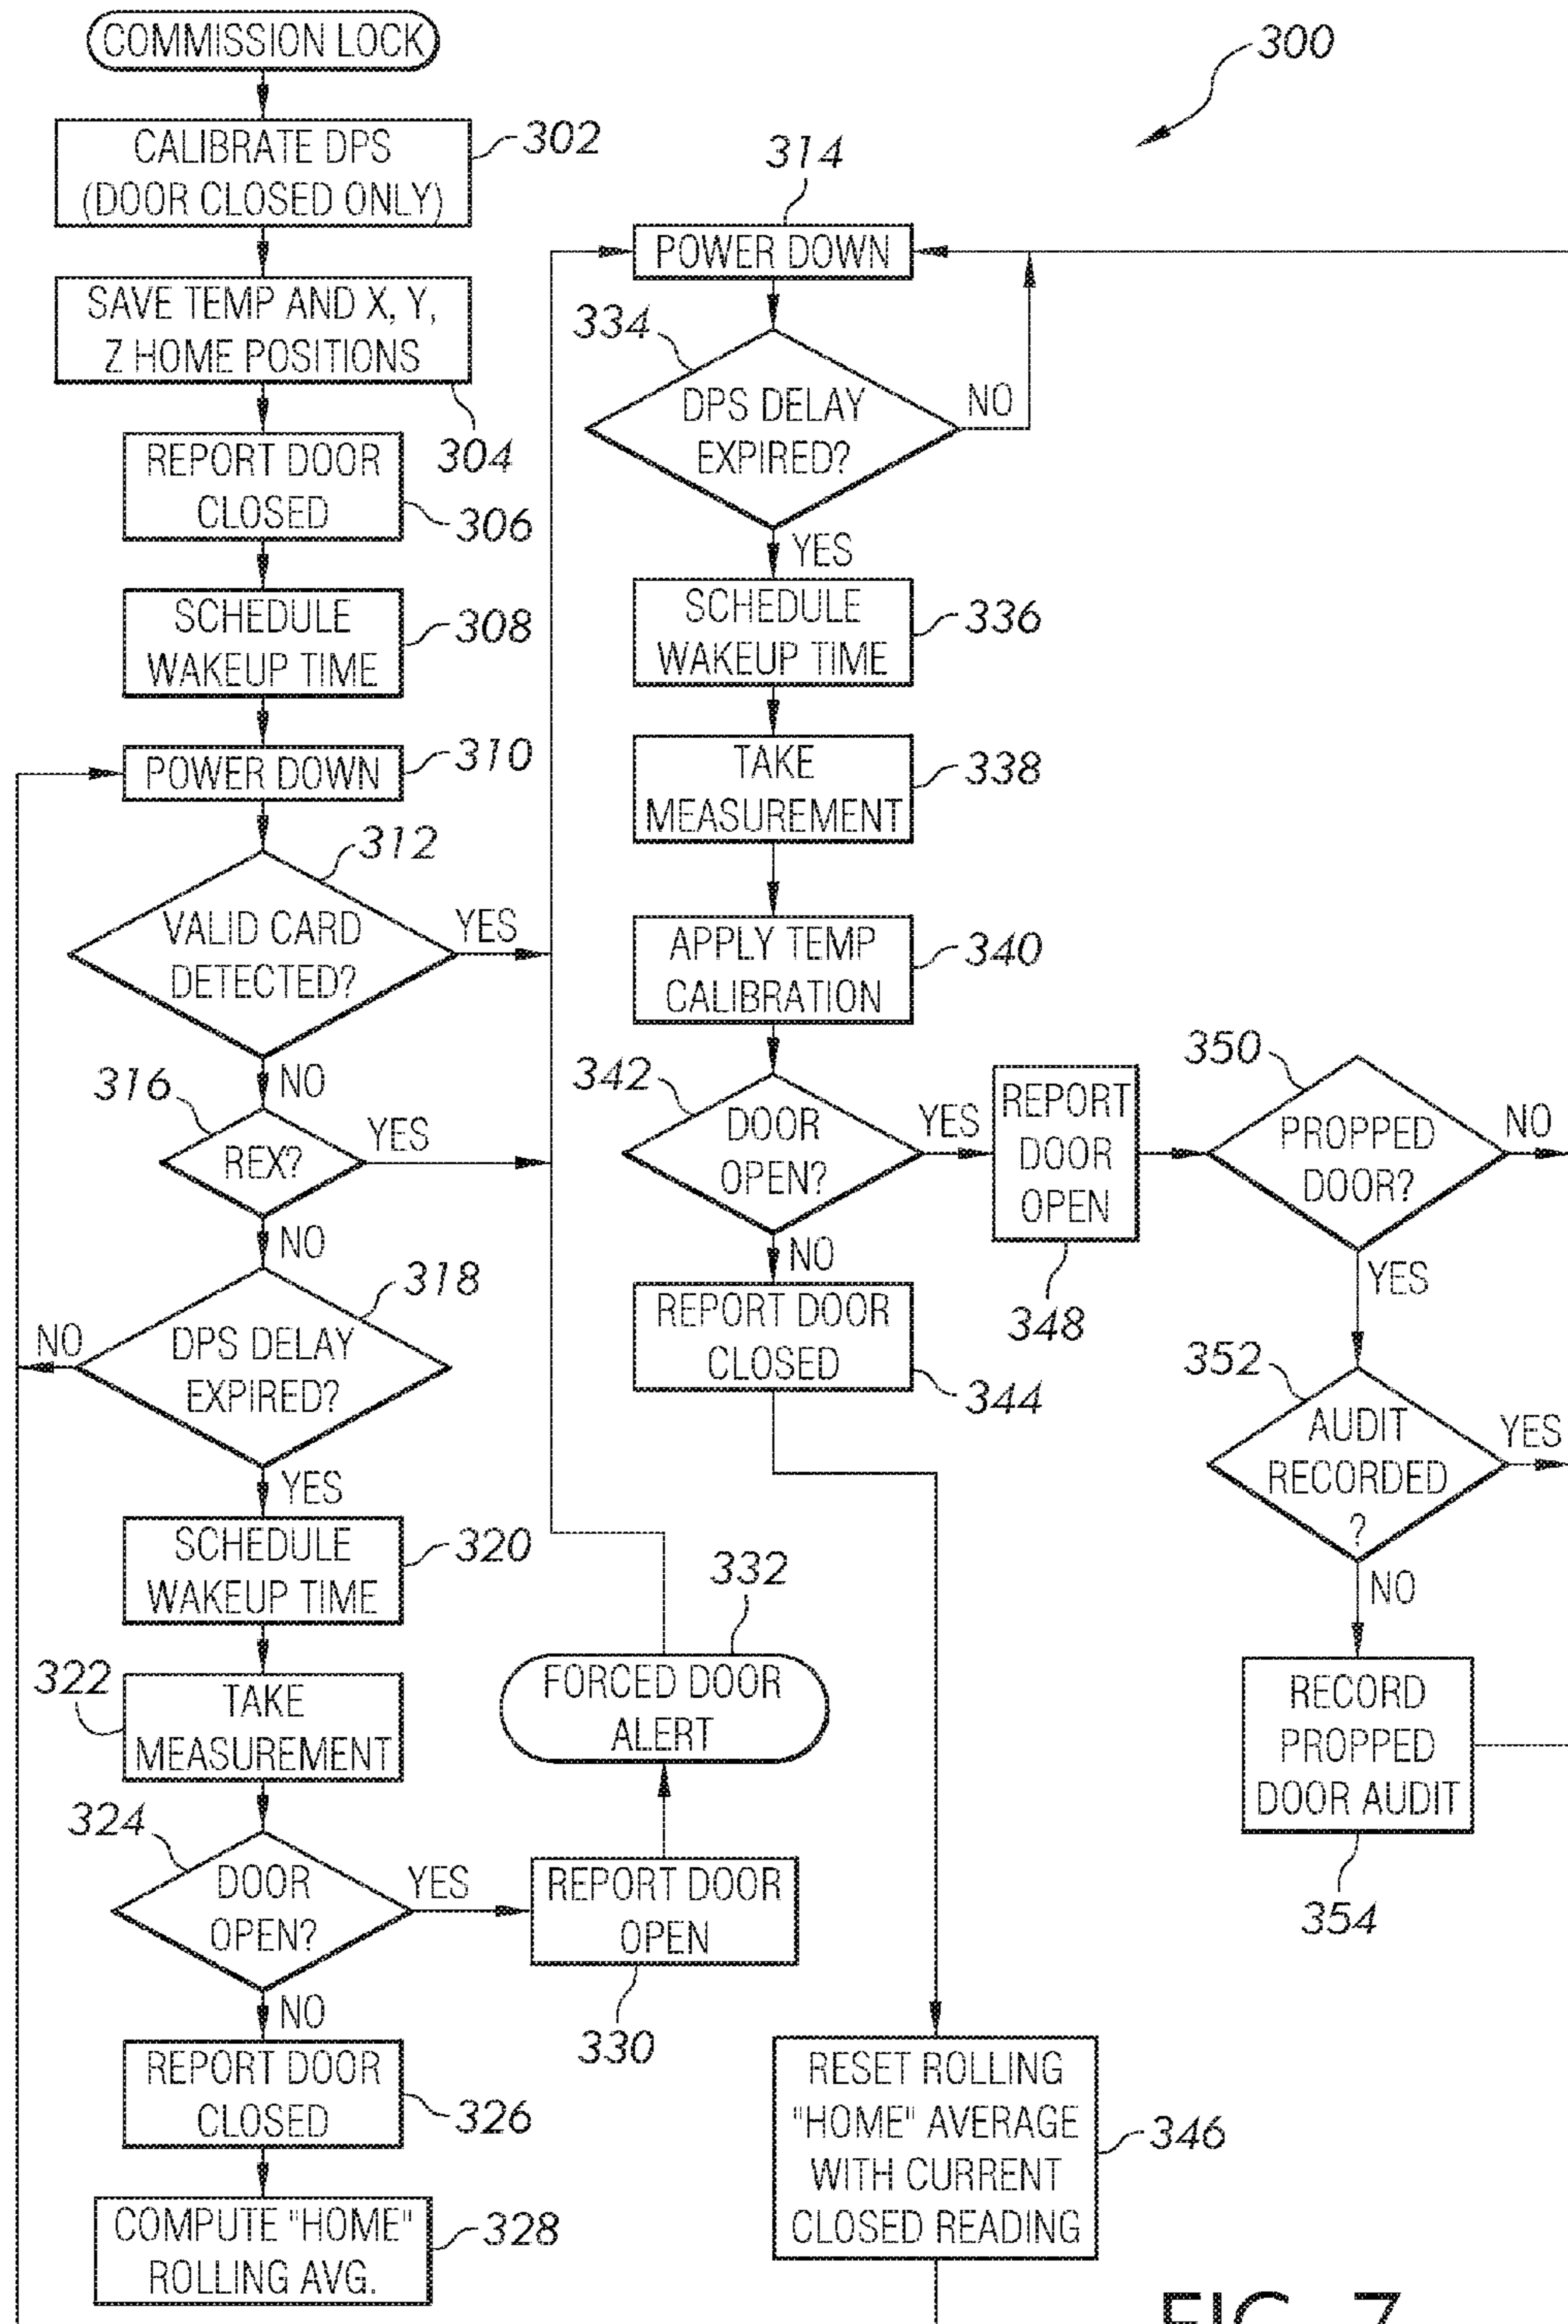 COMMISSION LOCK
CALIBRATE DPS
(DOOR CLOSED ONLY)
302
SAVE TEMP AND X, Y,
Z HOME POSITIONS
304
REPORT DOOR
CLOSED
306
SCHEDULE
WAKEUP TIME
308
POWER DOWN
310
VALID CARD
DETECTED?
312
YES
NO
REX?
316
YES
NO
DPS DELAY
EXPIRED?
318
NO
YES
SCHEDULE
WAKEUP TIME
320
TAKE
MEASUREMENT
322
DOOR
OPEN?
324
YES
NO
REPORT DOOR
CLOSED
326
COMPUTE "HOME"
ROLLING AVG.
328
REPORT DOOR
OPEN
330
FORCED DOOR
ALERT
332
300
314
POWER DOWN
334
DPS DELAY
EXPIRED?
NO
YES
SCHEDULE
WAKEUP TIME
336
TAKE
MEASUREMENT
338
APPLY TEMP
CALIBRATION
340
342
DOOR
OPEN?
YES
NO
REPORT DOOR
CLOSED
344
RESET ROLLING
"HOME" AVERAGE
WITH CURRENT
CLOSED READING
346
REPORT
DOOR
OPEN
348
350
PROPPED
DOOR?
NO
YES
352
AUDIT
RECORDED
?
YES
NO
RECORD
PROPPED
DOOR AUDIT
354
FIG. 7